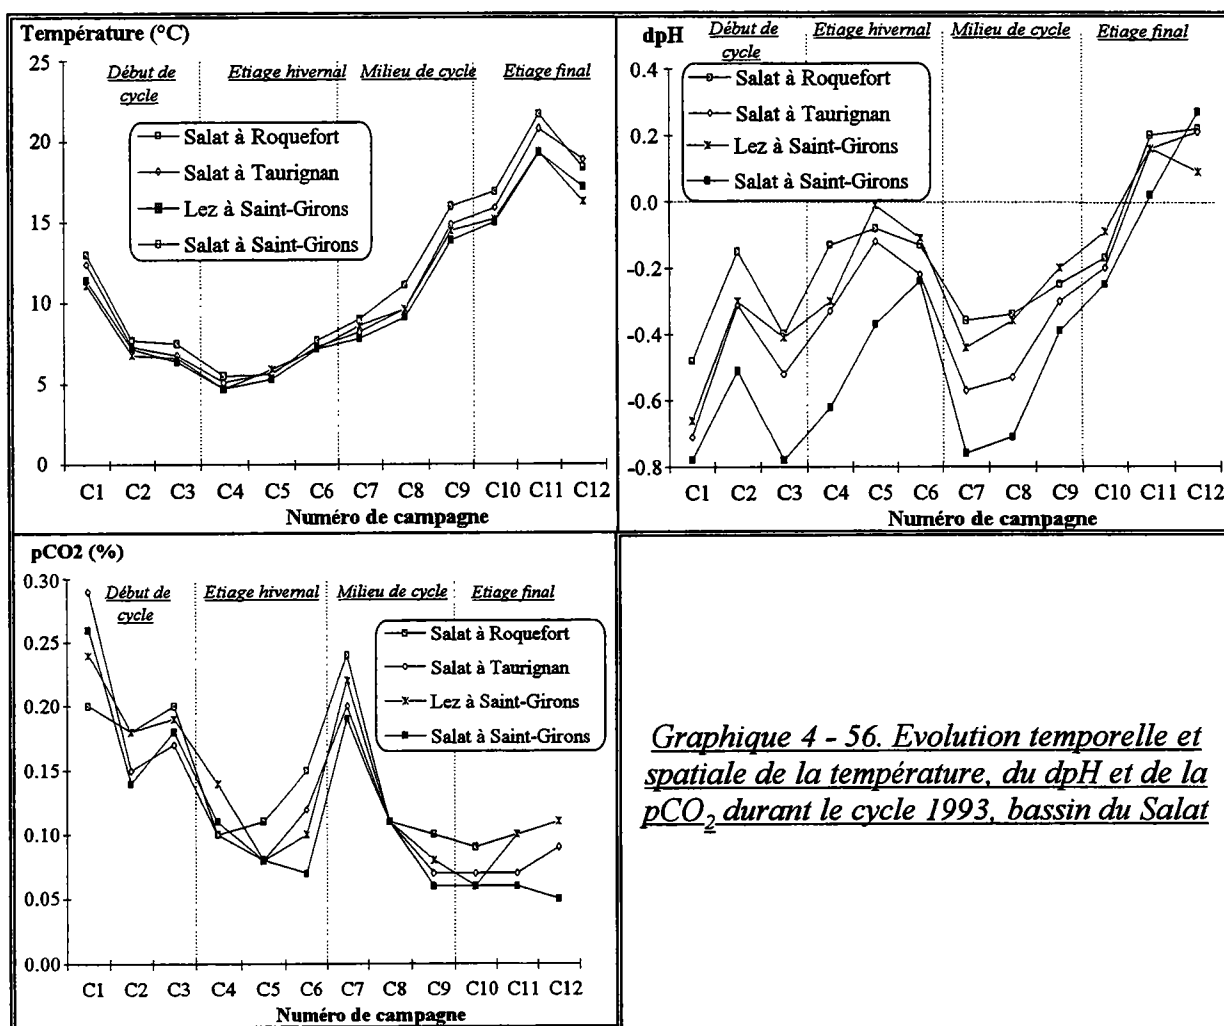 Température (°C)
25
20
15
10
5
0
Début de
cycle
Etiage hivernal
Milieu de cycle
Etiage final
Salat à Roquefort
Salat à Taurignan
Lez à Saint-Girons
Salat à Saint-Girons
C1 C2 C3 C4 C5 C6 C7 C8 C9 C10 C11 C12
Numéro de campagne
dpH
Début de
cycle
Etiage hivernal
Milieu de cycle
Etiage final
0.4
0.2
0.0
-0.2
-0.4
-0.6
-0.8
Salat à Roquefort
Salat à Taurignan
Lez à Saint-Girons
Salat à Saint-Girons
C1 C2 C3 C4 C5 C6 C7 C8 C9 C10 C11 C12
Numéro de campagne
pCO2 (%)
0.30
0.25
0.20
0.15
0.10
0.05
0.00
Début de
cycle
Etiage hivernal
Milieu de cycle
Etiage final
Salat à Roquefort
Salat à Taurignan
Lez à Saint-Girons
Salat à Saint-Girons
C1 C2 C3 C4 C5 C6 C7 C8 C9 C10 C11 C12
Numéro de campagne
Graphique 4 - 56. Evolution temporelle et
spatiale de la température, du dpH et de la
pCO₂ durant le cycle 1993, bassin du Salat